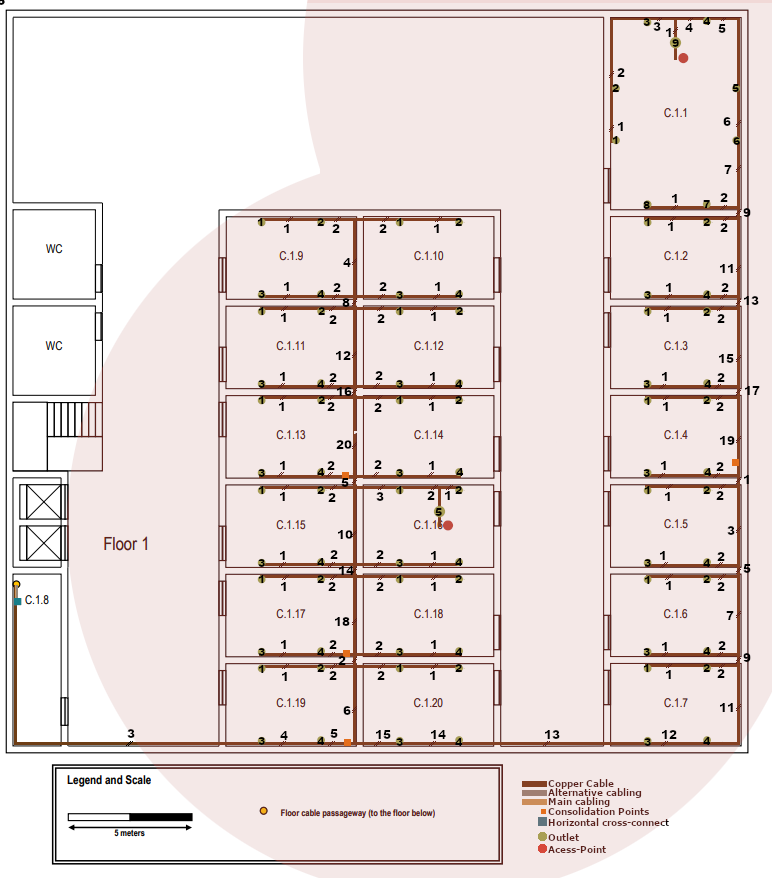 3 4
3 4 5
1
9
2
2 5
C.1.1
1 6
1 6
7
1 2
8 7
9
1 2 1 2 1 2
1 2 2 1 1 2
WC C.1.9 C.1.10 C.1.2
4 11
1 2 2 1 1 2
3 4 3 4 3 4
8 13
1 2 1 2 1 2
1 2 2 1 1 2
WC C.1.11 C.1.12 C.1.3
12 15
1 2 2 1 1 2
3 4 3 4 3 4
16 17
1 2 1 2 1 2
1 2 2 1 1 2
C.1.13 C.1.14 C.1.4
20 19
1 2 2 1 1 2
3 4 3 4 3 4
5 1
1 2 1 2 1 2
1 2 3 2 1 1 2
5
C.1.15 C.1.16 C.1.5
10 3
Floor 1
1 2 2 1 1 2
3 4 3 4 3 4
14 5
1 2 1 2 1 2
1 2 2 1 1 2
C.1.8 C.1.17 C.1.18 C.1.6
18 7
1 2 2 1 1 2
3 4 3 4 3 4
2 9
1 2 1 2 1 2
1 2 2 1 1 2
C.1.19 C.1.20 C.1.7
6 11
3 4 5 15 14 13 12
3 4 3 4 3 4
Legend and Scale
5 meters
Floor cable passageway (to the floor below)
Copper Cable
Alternative cabling
Main cabling
Consolidation Points
Horizontal cross-connect
Outlet
Acess-Point